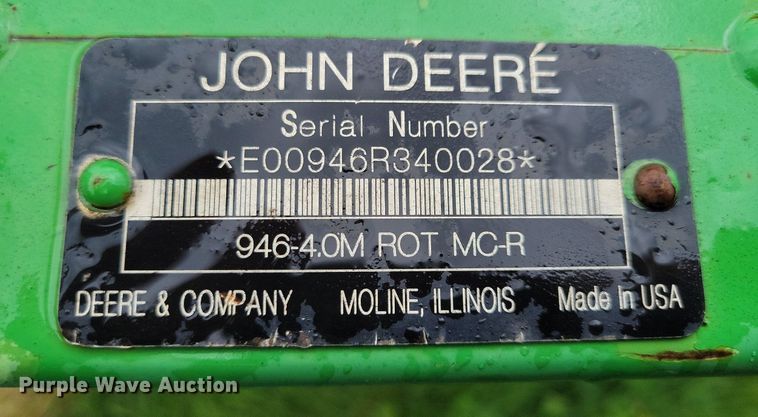 JOHN DEERE
Serial Number
*E00946R340028*
946-4.0M ROT MC-R
DEERE & COMPANY MOLINE, ILLINOIS Made in USA
Purple Wave Auction